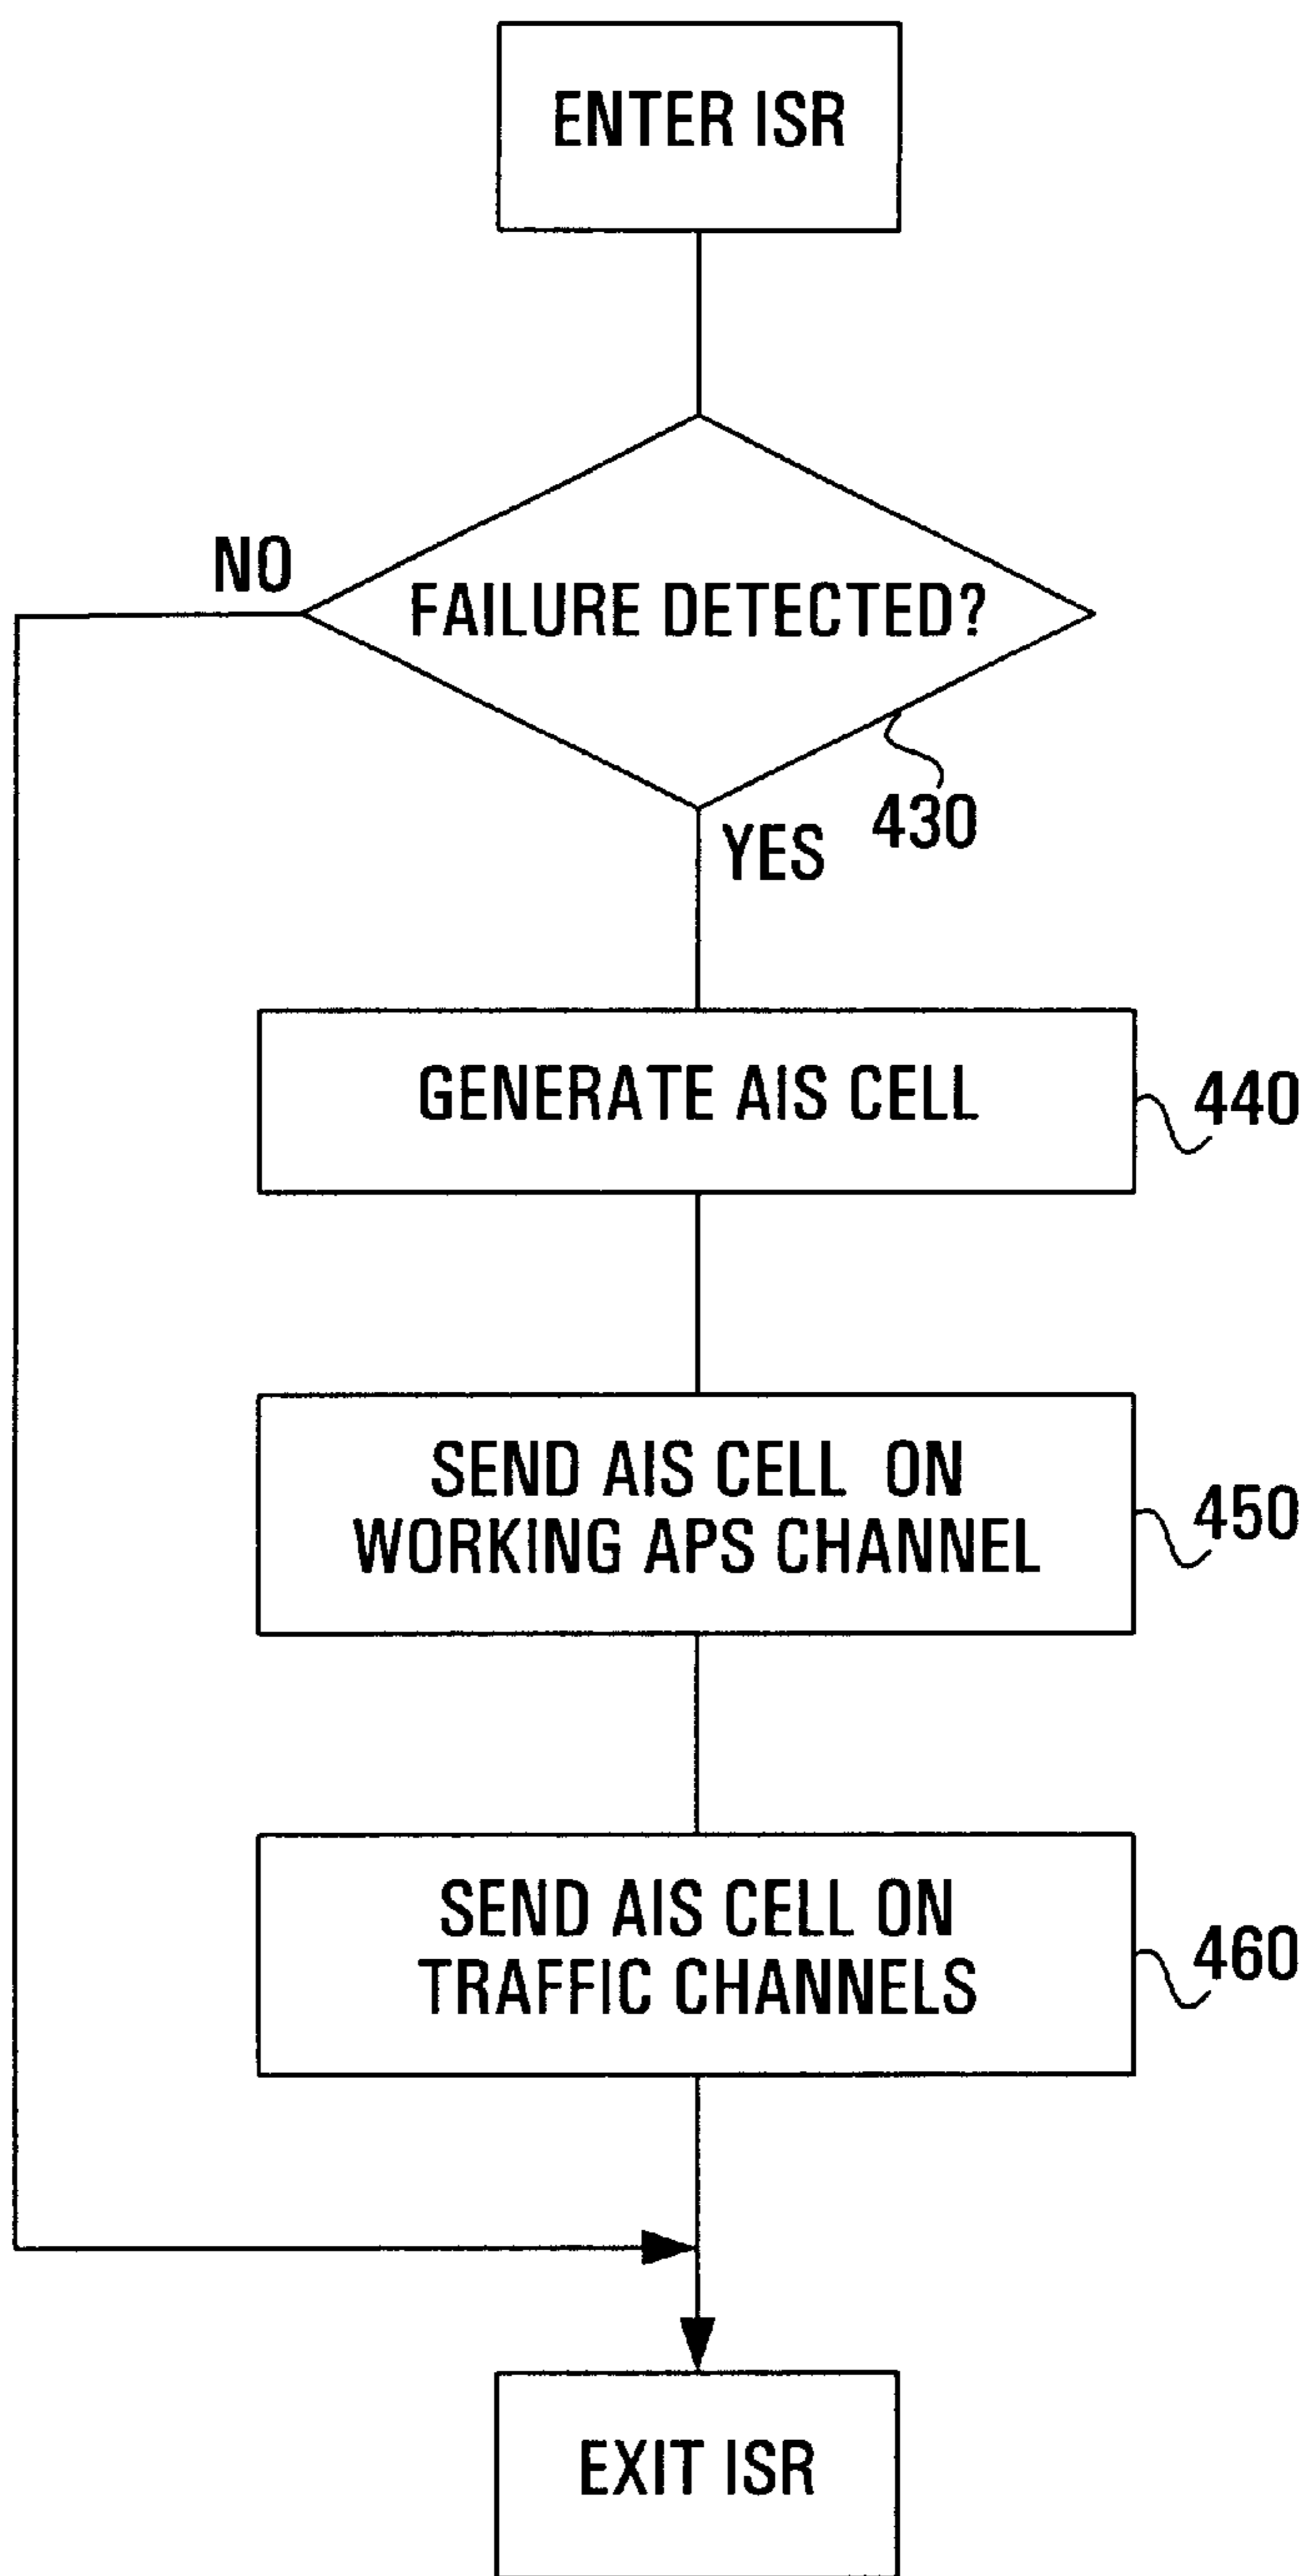 ENTER ISR
NO
FAILURE DETECTED?
430
YES
GENERATE AIS CELL
440
SEND AIS CELL ON
WORKING APS CHANNEL
450
SEND AIS CELL ON
TRAFFIC CHANNELS
460
EXIT ISR